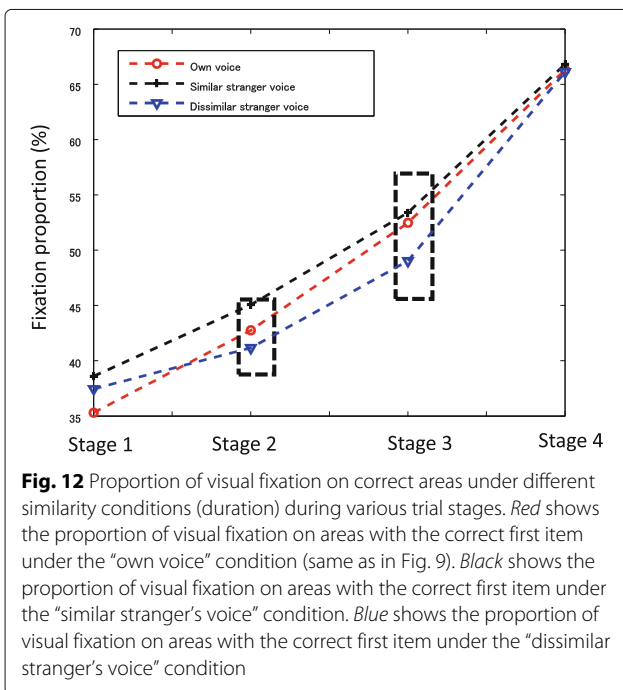 70
65
60
55
50
45
40
35
Fixation proportion (%)
Own voice
Similar stranger voice
Dissimilar stranger voice
Stage 1 Stage 2 Stage 3 Stage 4
Fig. 12 Proportion of visual fixation on correct areas under different
similarity conditions (duration) during various trial stages. Red shows
the proportion of visual fixation on areas with the correct first item
under the “own voice” condition (same as in Fig. 9). Black shows the
proportion of visual fixation on areas with the correct first item under
the “similar stranger’s voice” condition. Blue shows the proportion of
visual fixation on areas with the correct first item under the “dissimilar
stranger’s voice” condition